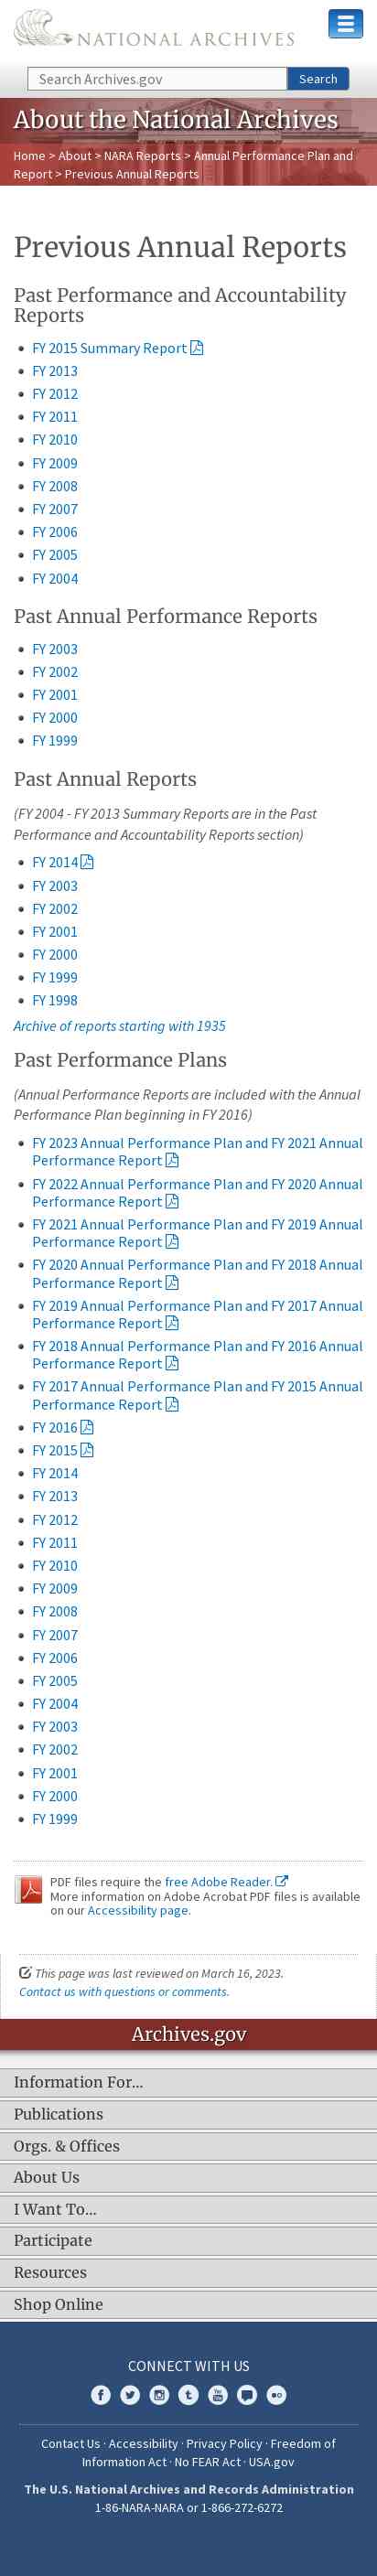 NATIONAL ARCHIVES
Search Archives.gov
Search
About the National Archives
Home > About > NARA Reports > Annual Performance Plan and
Report > Previous Annual Reports
Previous Annual Reports
Past Performance and Accountability
Reports
FY 2015 Summary Report
FY 2013
FY 2012
FY 2011
FY 2010
FY 2009
FY 2008
FY 2007
FY 2006
FY 2005
FY 2004
Past Annual Performance Reports
FY 2003
FY 2002
FY 2001
FY 2000
FY 1999
Past Annual Reports
(FY 2004 - FY 2013 Summary Reports are in the Past
Performance and Accountability Reports section)
FY 2014
FY 2003
FY 2002
FY 2001
FY 2000
FY 1999
FY 1998
Archive of reports starting with 1935
Past Performance Plans
(Annual Performance Reports are included with the Annual
Performance Plan beginning in FY 2016)
FY 2023 Annual Performance Plan and FY 2021 Annual
Performance Report
FY 2022 Annual Performance Plan and FY 2020 Annual
Performance Report
FY 2021 Annual Performance Plan and FY 2019 Annual
Performance Report
FY 2020 Annual Performance Plan and FY 2018 Annual
Performance Report
FY 2019 Annual Performance Plan and FY 2017 Annual
Performance Report
FY 2018 Annual Performance Plan and FY 2016 Annual
Performance Report
FY 2017 Annual Performance Plan and FY 2015 Annual
Performance Report
FY 2016
FY 2015
FY 2014
FY 2013
FY 2012
FY 2011
FY 2010
FY 2009
FY 2008
FY 2007
FY 2006
FY 2005
FY 2004
FY 2003
FY 2002
FY 2001
FY 2000
FY 1999
PDF files require the free Adobe Reader.
More information on Adobe Acrobat PDF files is available
on our Accessibility page.
This page was last reviewed on March 16, 2023.
Contact us with questions or comments.
Archives.gov
Information For…
Publications
Orgs. & Offices
About Us
I Want To…
Participate
Resources
Shop Online
CONNECT WITH US
Contact Us · Accessibility · Privacy Policy · Freedom of
Information Act · No FEAR Act · USA.gov
The U.S. National Archives and Records Administration
1-86-NARA-NARA or 1-866-272-6272